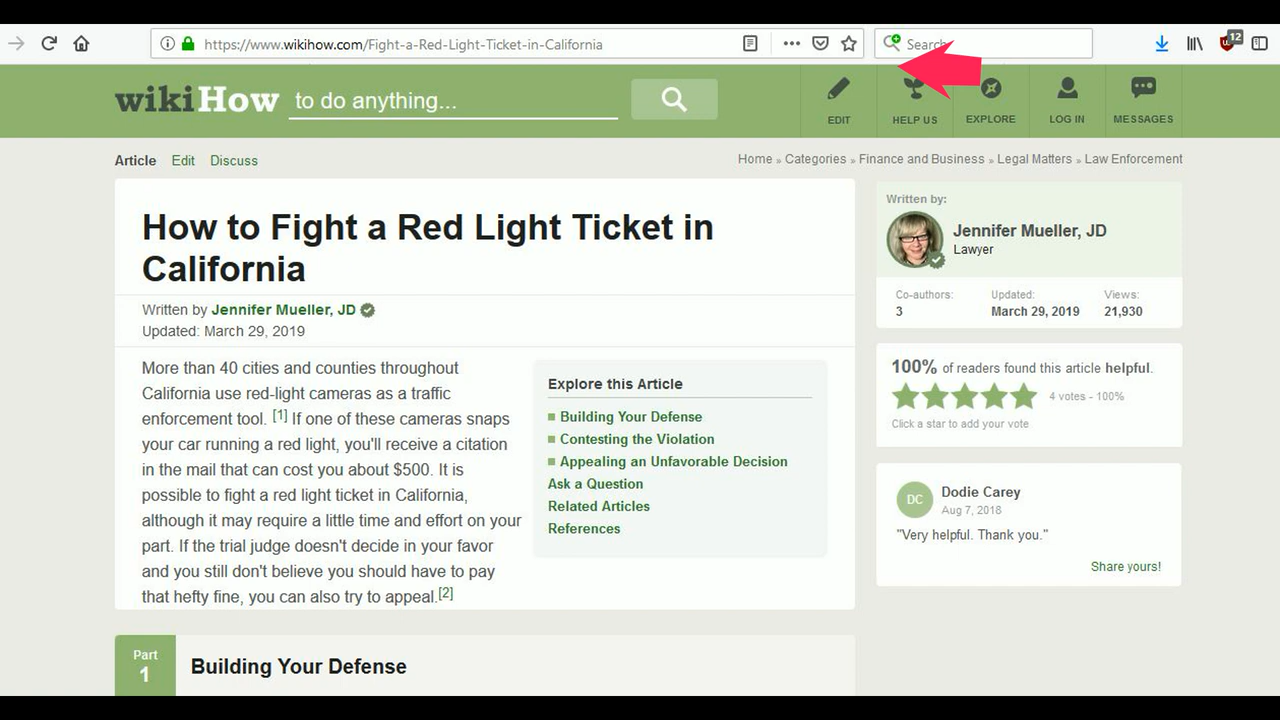 https://www.wikihow.com/Fight-a-Red-Light-Ticket-in-California
Search
12
wikiHow to do anything...
EDIT
HELP US
EXPLORE
LOG IN
MESSAGES
Article Edit Discuss
Home » Categories » Finance and Business » Legal Matters » Law Enforcement
How to Fight a Red Light Ticket in
California
Written by Jennifer Mueller, JD
Updated: March 29, 2019
More than 40 cities and counties throughout
California use red-light cameras as a traffic
enforcement tool. [1] If one of these cameras snaps
your car running a red light, you'll receive a citation
in the mail that can cost you about $500. It is
possible to fight a red light ticket in California,
although it may require a little time and effort on your
part. If the trial judge doesn't decide in your favor
and you still don't believe you should have to pay
that hefty fine, you can also try to appeal.[2]
Explore this Article
Building Your Defense
Contesting the Violation
Appealing an Unfavorable Decision
Ask a Question
Related Articles
References
Written by:
Jennifer Mueller, JD
Lawyer
Co-authors: Updated: Views:
3 March 29, 2019 21,930
100% of readers found this article helpful.
4 votes - 100%
Click a star to add your vote
DC
Dodie Carey
Aug 7, 2018
"Very helpful. Thank you."
Share yours!
Part
1
Building Your Defense